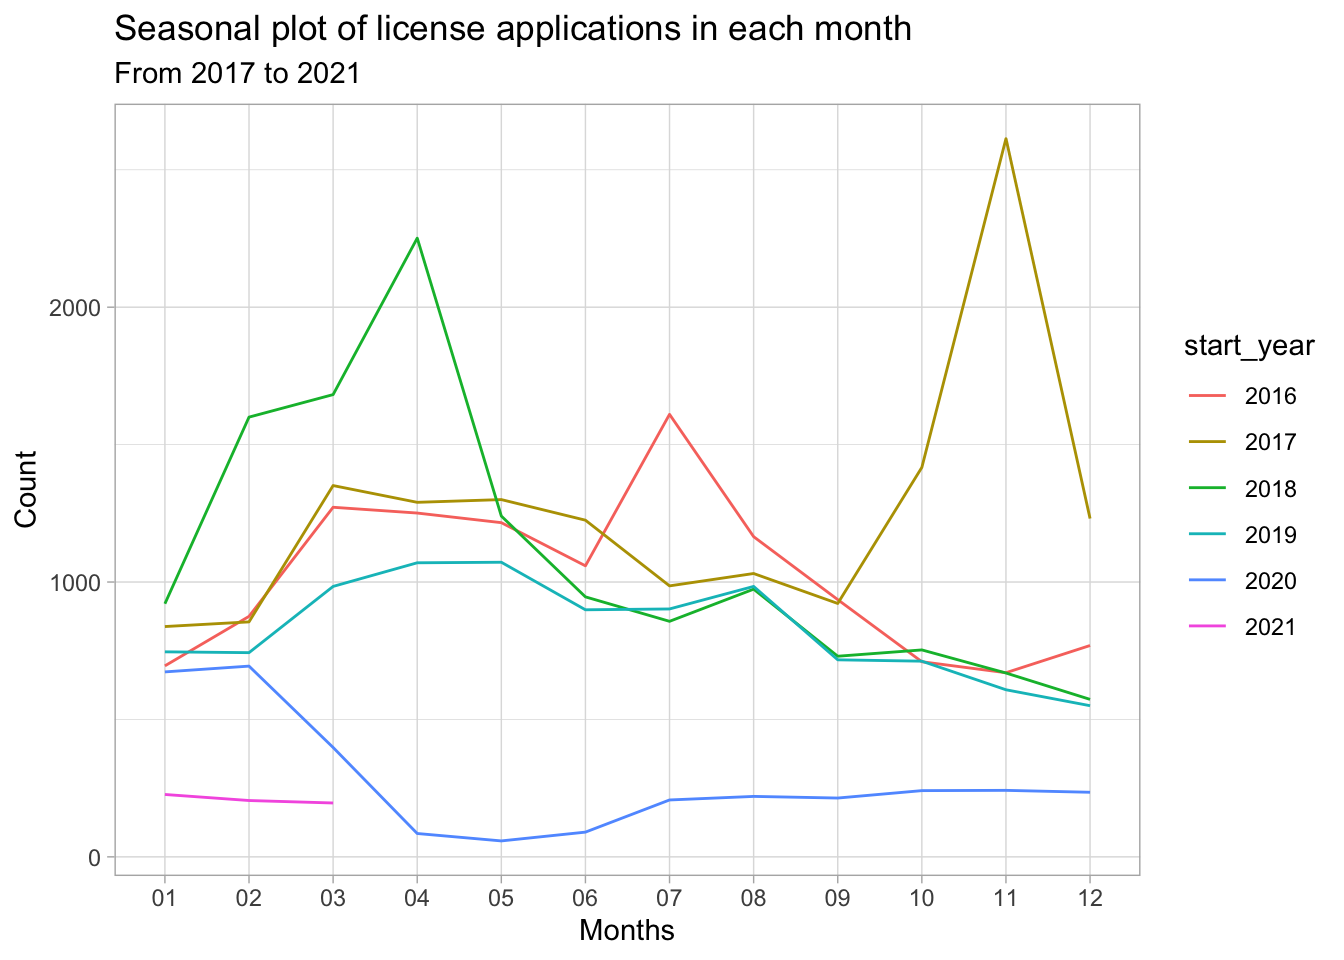 Seasonal plot of license applications in each month
From 2017 to 2021
Count
2000
1000
0
01 02 03 04 05 06 07 08 09 10 11 12
Months
start_year
2016
2017
2018
2019
2020
2021